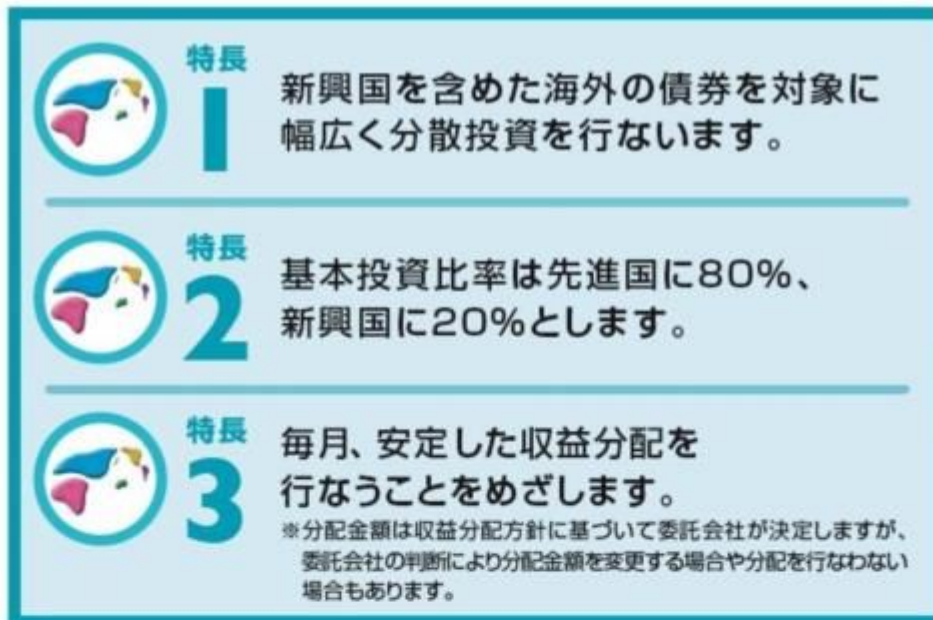 特長
1
新興国を含めた海外の債券を対象に
幅広く分散投資を行ないます。
特長
2
基本投資比率は先進国に80%、
新興国に20%とします。
特長
3
毎月、安定した収益分配を
行なうことをめざします。
※分配金額は収益分配方針に基づいて委託会社が決定しますが、
委託会社の判断により分配金額を変更する場合や分配を行なわない
場合もあります。